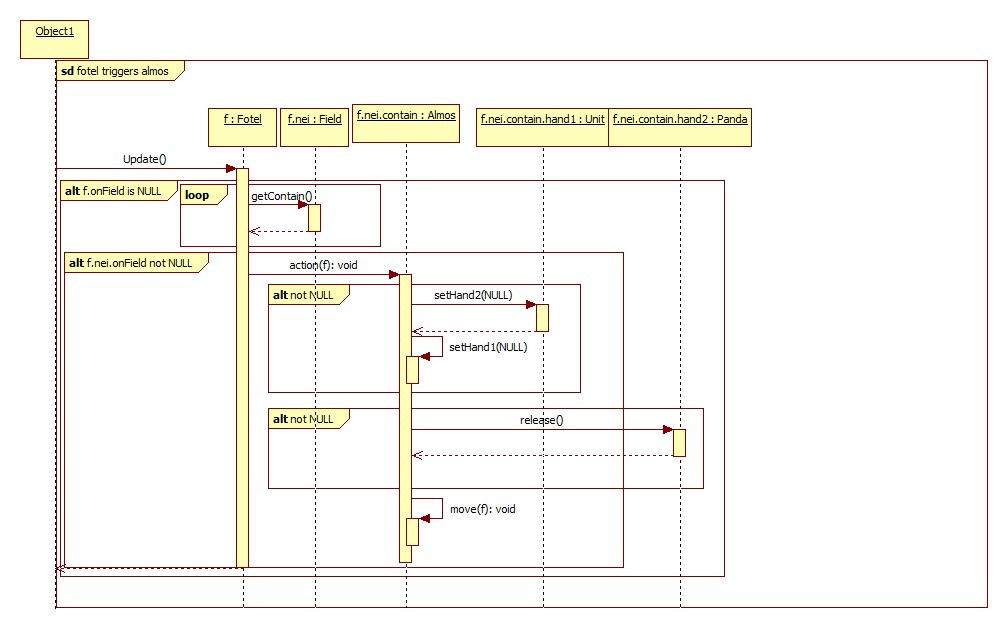 Object1
sd fotel triggers almos
f : Fotel
f.nei : Field
f.nei.contain : Almos
f.nei.contain.hand1 : Unit
f.nei.contain.hand2 : Panda
Update()
alt f.onField is NULL
loop
getContain()
alt f.nei.onField not NULL
action(f): void
alt not NULL
setHand2(NULL)
setHand1(NULL)
alt not NULL
release()
move(f): void